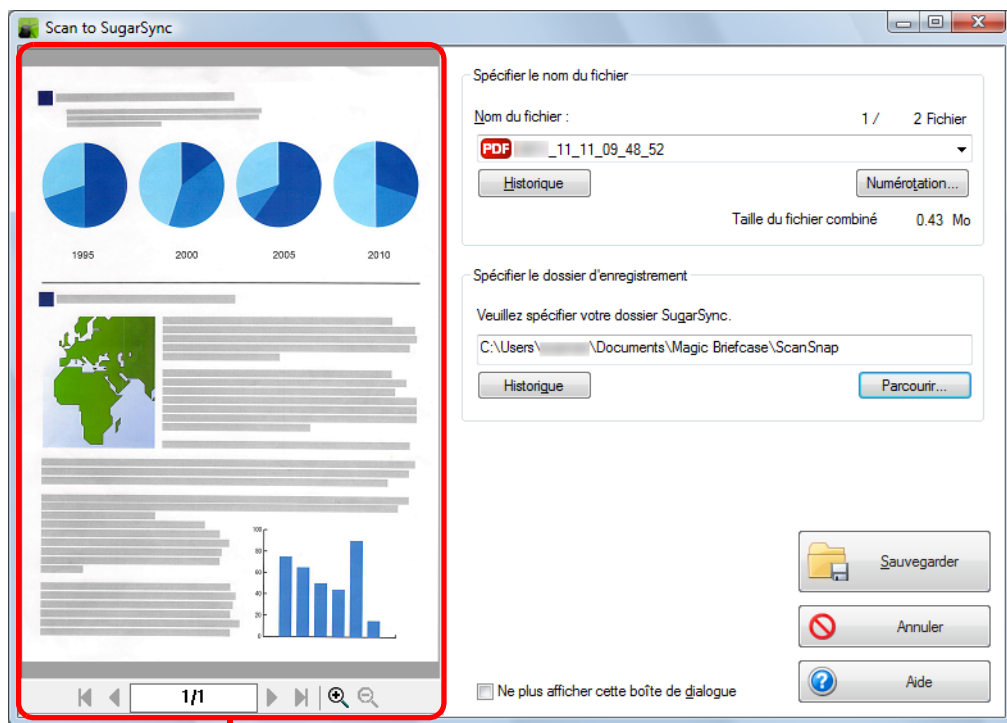 Scan to SugarSync
1995 2000 2005 2010
100
80
60
40
20
0
1/1
Spécifier le nom du fichier
Nom du fichier :
1 / 2 Fichier
PDF _11_11_09_48_52
Historique
Numérotation...
Taille du fichier combiné 0.43 Mo
Spécifier le dossier d'enregistrement
Veuillez spécifier votre dossier SugarSync.
C:\Users\ \Documents\Magic Briefcase\ScanSnap
Historique
Parcourir...
Sauvegarder
Annuler
Aide
Ne plus afficher cette boîte de dialogue